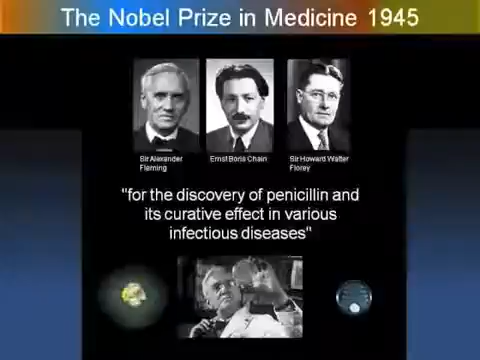 The Nobel Prize in Medicine 1945
Sir Alexander
Fleming
Ernst Boris Chain
Sir Howard Walter
Florey
"for the discovery of penicillin and
its curative effect in various
infectious diseases"